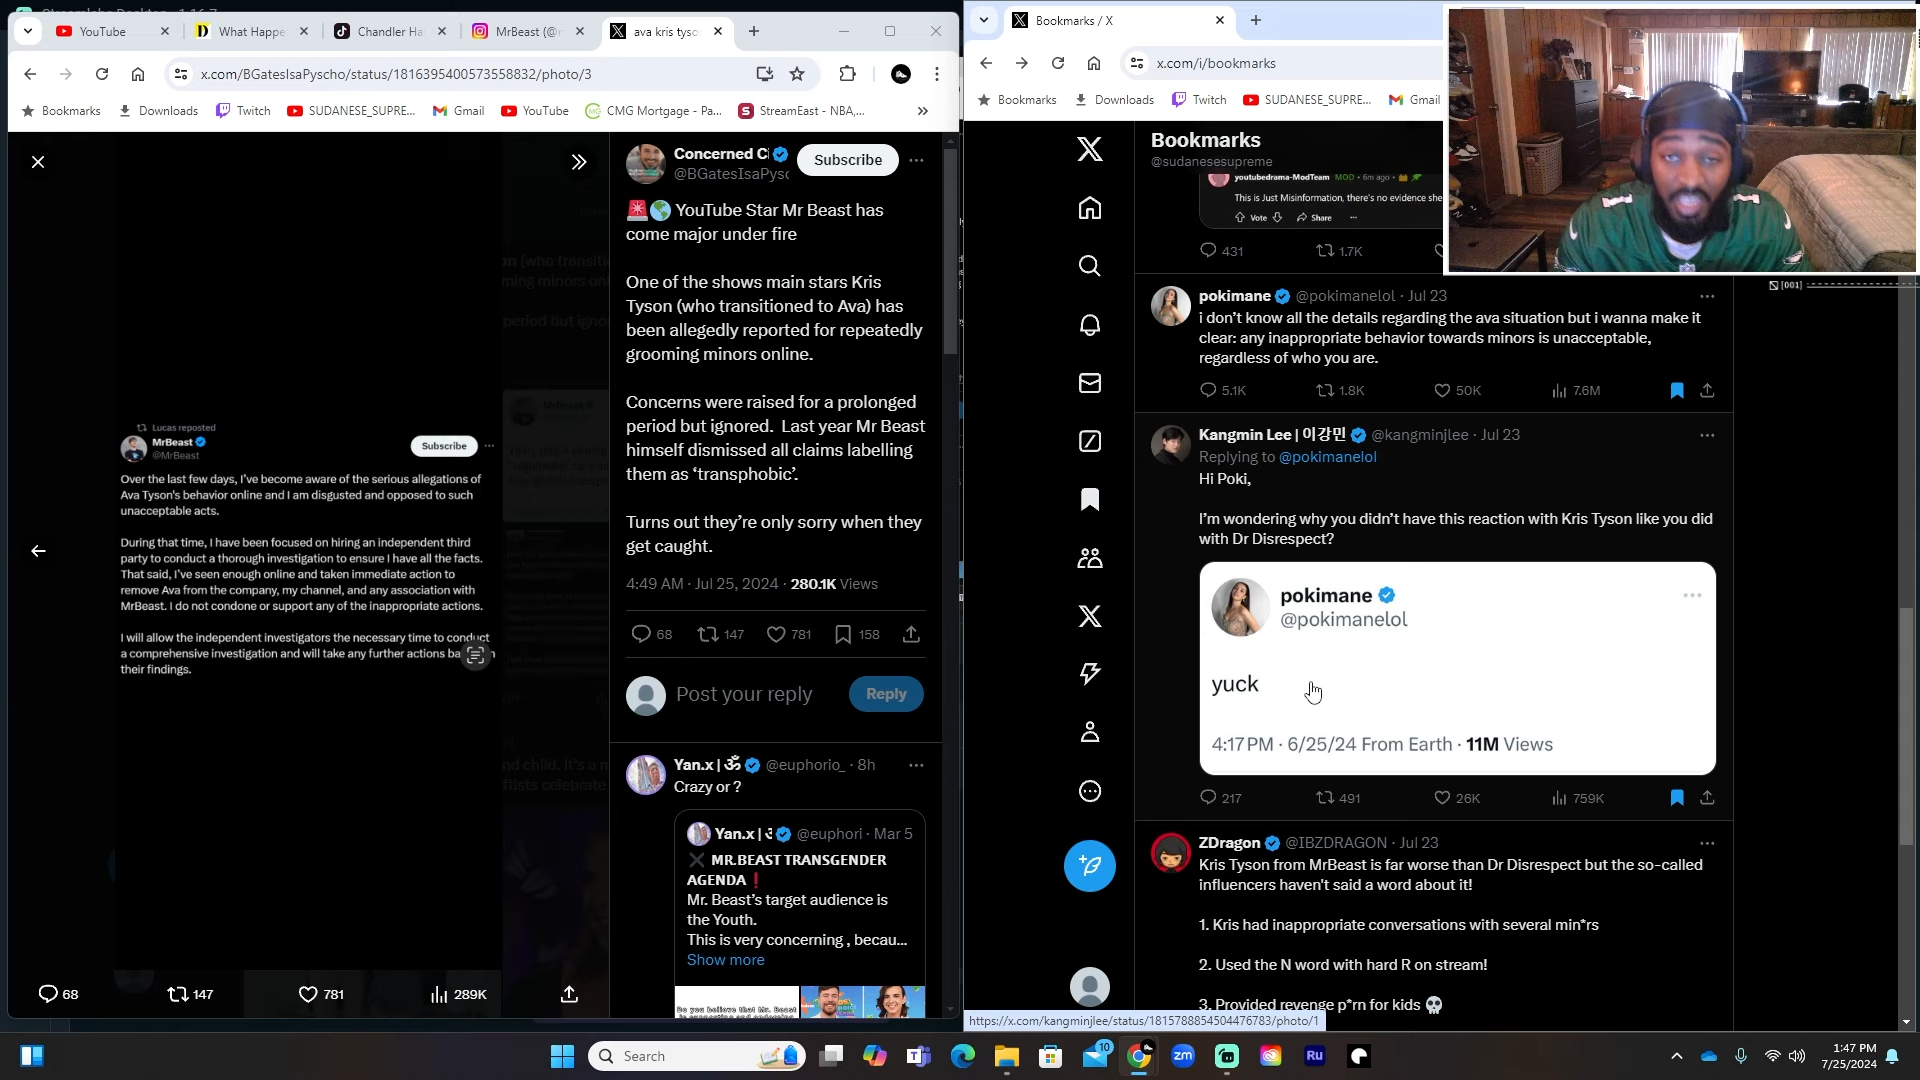 YouTube
What Happe
Chandler Ha
MrBeast (@
ava kris tyso
x.com/BGatesIsaPyscho/status/1816395400573558832/photo/3
Bookmarks
Downloads
Twitch
SUDANESE_SUPRE...
Gmail
YouTube
CMG Mortgage - Pa...
StreamEast - NBA,...
Lucas reposted
MrBeast
@MrBeast
Subscribe
Over the last few days, I've become aware of the serious allegations of
Ava Tyson's behavior online and I am disgusted and opposed to such
unacceptable acts.
During that time, I have been focused on hiring an independent third
party to conduct a thorough investigation to ensure I have all the facts.
That said, I've seen enough online and taken immediate action to
remove Ava from the company, my channel, and any association with
MrBeast. I do not condone or support any of the inappropriate actions.
I will allow the independent investigators the necessary time to conduct
a comprehensive investigation and will take any further actions ba
their findings.
68
147
781
289K
Concerned Ci
@BGatesIsaPysc
Subscribe
🚨🌎 YouTube Star Mr Beast has
come major under fire
One of the shows main stars Kris
Tyson (who transitioned to Ava) has
been allegedly reported for repeatedly
grooming minors online.
Concerns were raised for a prolonged
period but ignored. Last year Mr Beast
himself dismissed all claims labelling
them as ‘transphobic’.
Turns out they're only sorry when they
get caught.
4:49 AM · Jul 25, 2024 · 280.1K Views
68
147
781
158
Post your reply
Reply
Yan.x | ॐ @euphorio_ · 8h
Crazy or ?
Yan.x | @euphori · Mar 5
❌ MR.BEAST TRANSGENDER
AGENDA❗
Mr. Beast's target audience is
the Youth.
This is very concerning , becau...
Show more
Do you believe that Mr. Beast
Bookmarks / X
x.com/i/bookmarks
Bookmarks
Downloads
Twitch
SUDANESE_SUPRE...
Gmail
Bookmarks
@sudanesesupreme
youtubedrama-ModTeam MOD • 6m ago •
This is Just Misinformation, there's no evidence she
Vote
Share
431
1.7K
[001]
pokimane @pokimanelol · Jul 23
i don't know all the details regarding the ava situation but i wanna make it
clear: any inappropriate behavior towards minors is unacceptable,
regardless of who you are.
5.1K
1.8K
50K
7.6M
Kangmin Lee | 이강민 @kangminjlee · Jul 23
Replying to @pokimanelol
Hi Poki,
I'm wondering why you didn't have this reaction with Kris Tyson like you did
with Dr Disrespect?
pokimane
@pokimanelol
yuck
4:17 PM · 6/25/24 From Earth · 11M Views
217
491
26K
759K
ZDragon @IBZDRAGON · Jul 23
Kris Tyson from MrBeast is far worse than Dr Disrespect but the so-called
influencers haven't said a word about it!
1. Kris had inappropriate conversations with several min*rs
2. Used the N word with hard R on stream!
3. Provided revenge p*rn for kids 💀
https://x.com/kangminjlee/status/1815788854504476783/photo/1
Search
10
zm
Ru
1:47 PM
7/25/2024